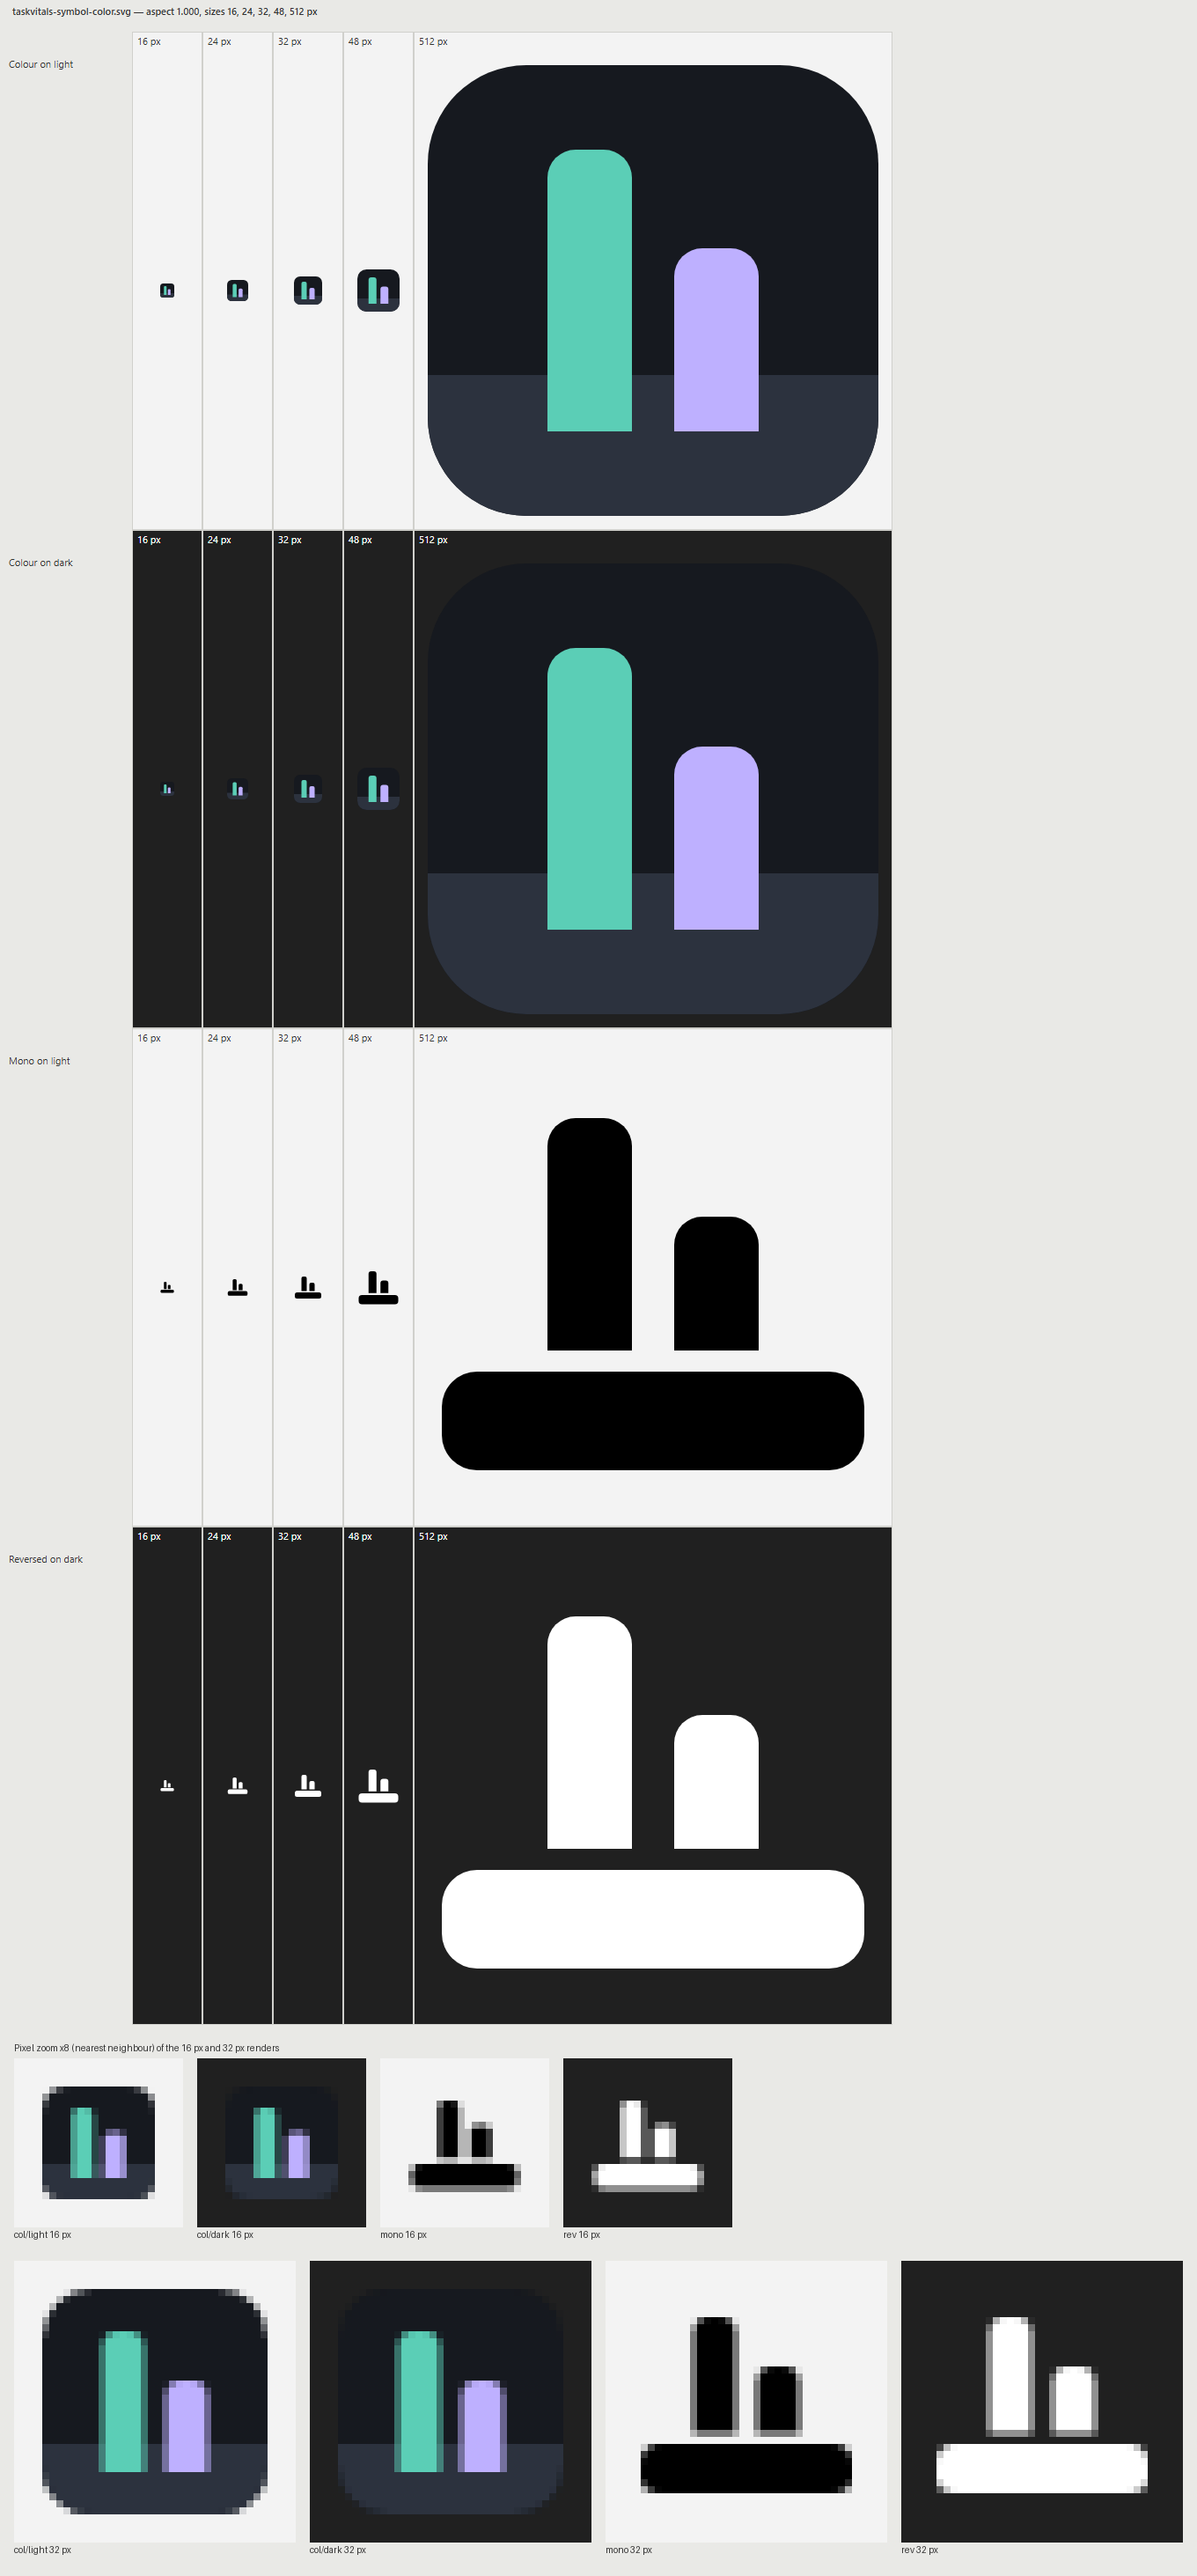 taskvitals-symbol-color.svg — aspect 1.000, sizes 16, 24, 32, 48, 512 px
16 px 24 px 32 px 48 px 512 px
Colour on light
16 px 24 px 32 px 48 px 512 px
Colour on dark
16 px 24 px 32 px 48 px 512 px
Mono on light
16 px 24 px 32 px 48 px 512 px
Reversed on dark
Pixel zoom x8 (nearest neighbour) of the 16 px and 32 px renders
col/light 16 px col/dark 16 px mono 16 px rev 16 px
col/light 32 px col/dark 32 px mono 32 px rev 32 px